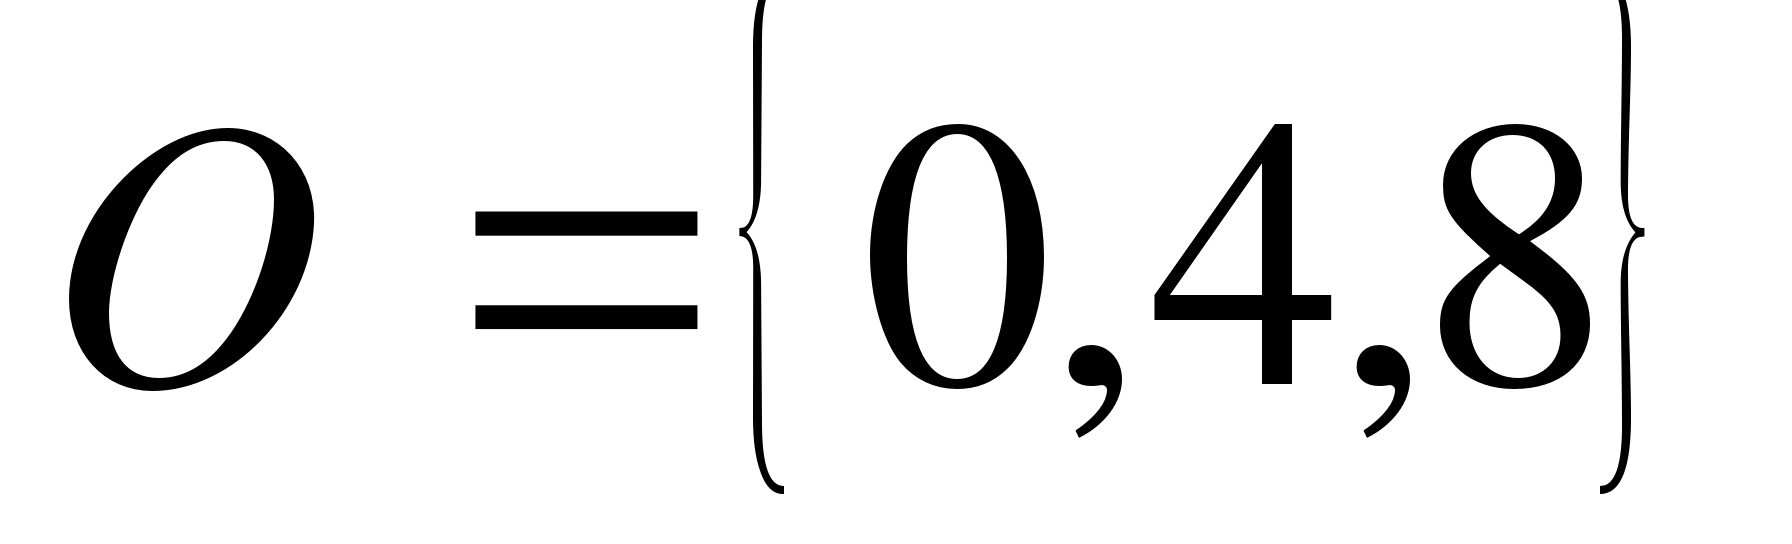 O = { 0,4,8}